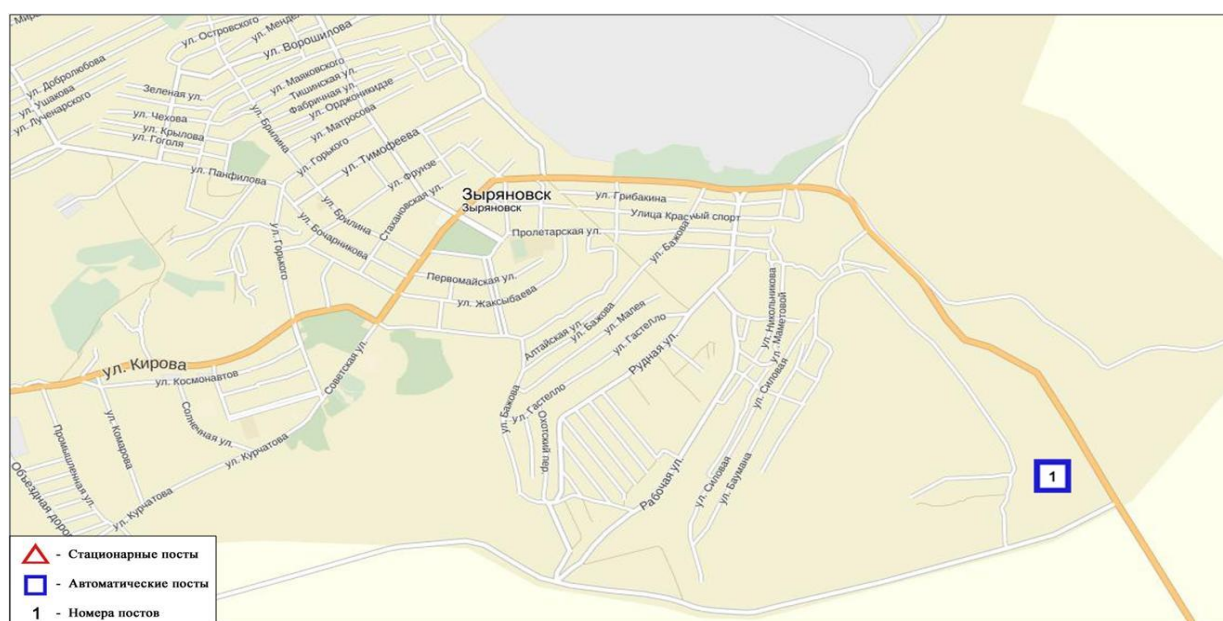 ул. Островского
ул. Ворошилова
ул. Добролюбова
ул. Ушакова
ул. Луначарского
Зеленая ул.
ул. Маяковского
Тишинская ул.
Фабричная ул.
ул. Орджоникидзе
ул. Чехова
ул. Крылова
ул. Гоголя
ул. Брилина
ул. Матросова
ул. Горького
ул. Тимофеева
ул. Панфилова
ул. Фрунзе
Стахановская ул.
Зыряновск
Зыряновск
ул. Грибакина
Улица Красный спорт
Пролетарская ул.
ул. Бажова
ул. Брилина
ул. Бочарникова
ул. Горького
Первомайская ул.
ул. Жаксыбаева
ул. Никольникова
ул. Маметовой
Алтайская ул.
ул. Бажова
ул. Малея
ул. Гастелло
Рудная ул.
ул. Кирова
ул. Космонавтов
Советская ул.
ул. Силовая
ул. Бажова
ул. Гастелло
Охотский пер.
Солнечная ул.
ул. Комарова
Промышленная ул.
ул. Курчатова
ул. Курчатова
Рабочая ул.
ул. Силовая
ул. Баумана
1
- Стационарные посты
- Автоматические посты
1 - Номера постов